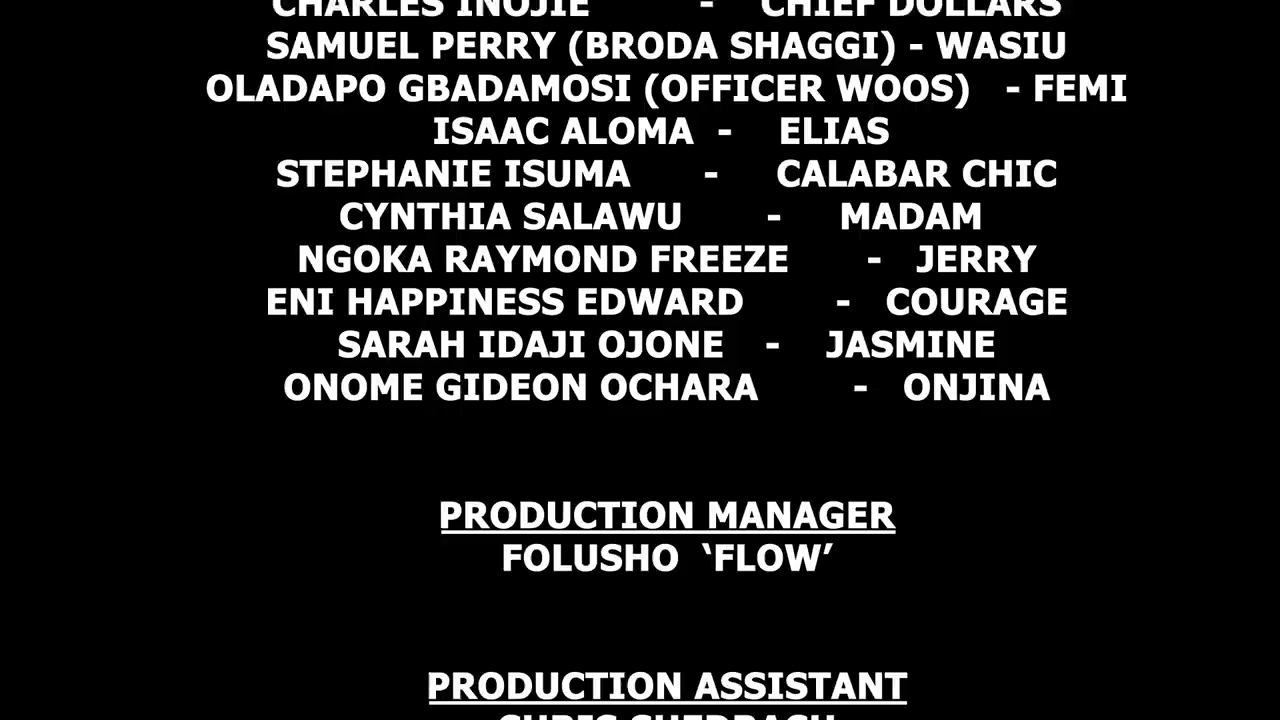 CHARLES INOJIE - CHIEF DOLLARS
SAMUEL PERRY (BRODA SHAGGI) - WASIU
OLADAPO GBADAMOSI (OFFICER WOOS) - FEMI
ISAAC ALOMA - ELIAS
STEPHANIE ISUMA - CALABAR CHIC
CYNTHIA SALAWU - MADAM
NGOKA RAYMOND FREEZE - JERRY
ENI HAPPINESS EDWARD - COURAGE
SARAH IDAJI OJONE - JASMINE
ONOME GIDEON OCHARA - ONJINA
PRODUCTION MANAGER
FOLUSHO ‘FLOW’
PRODUCTION ASSISTANT
CHRIS